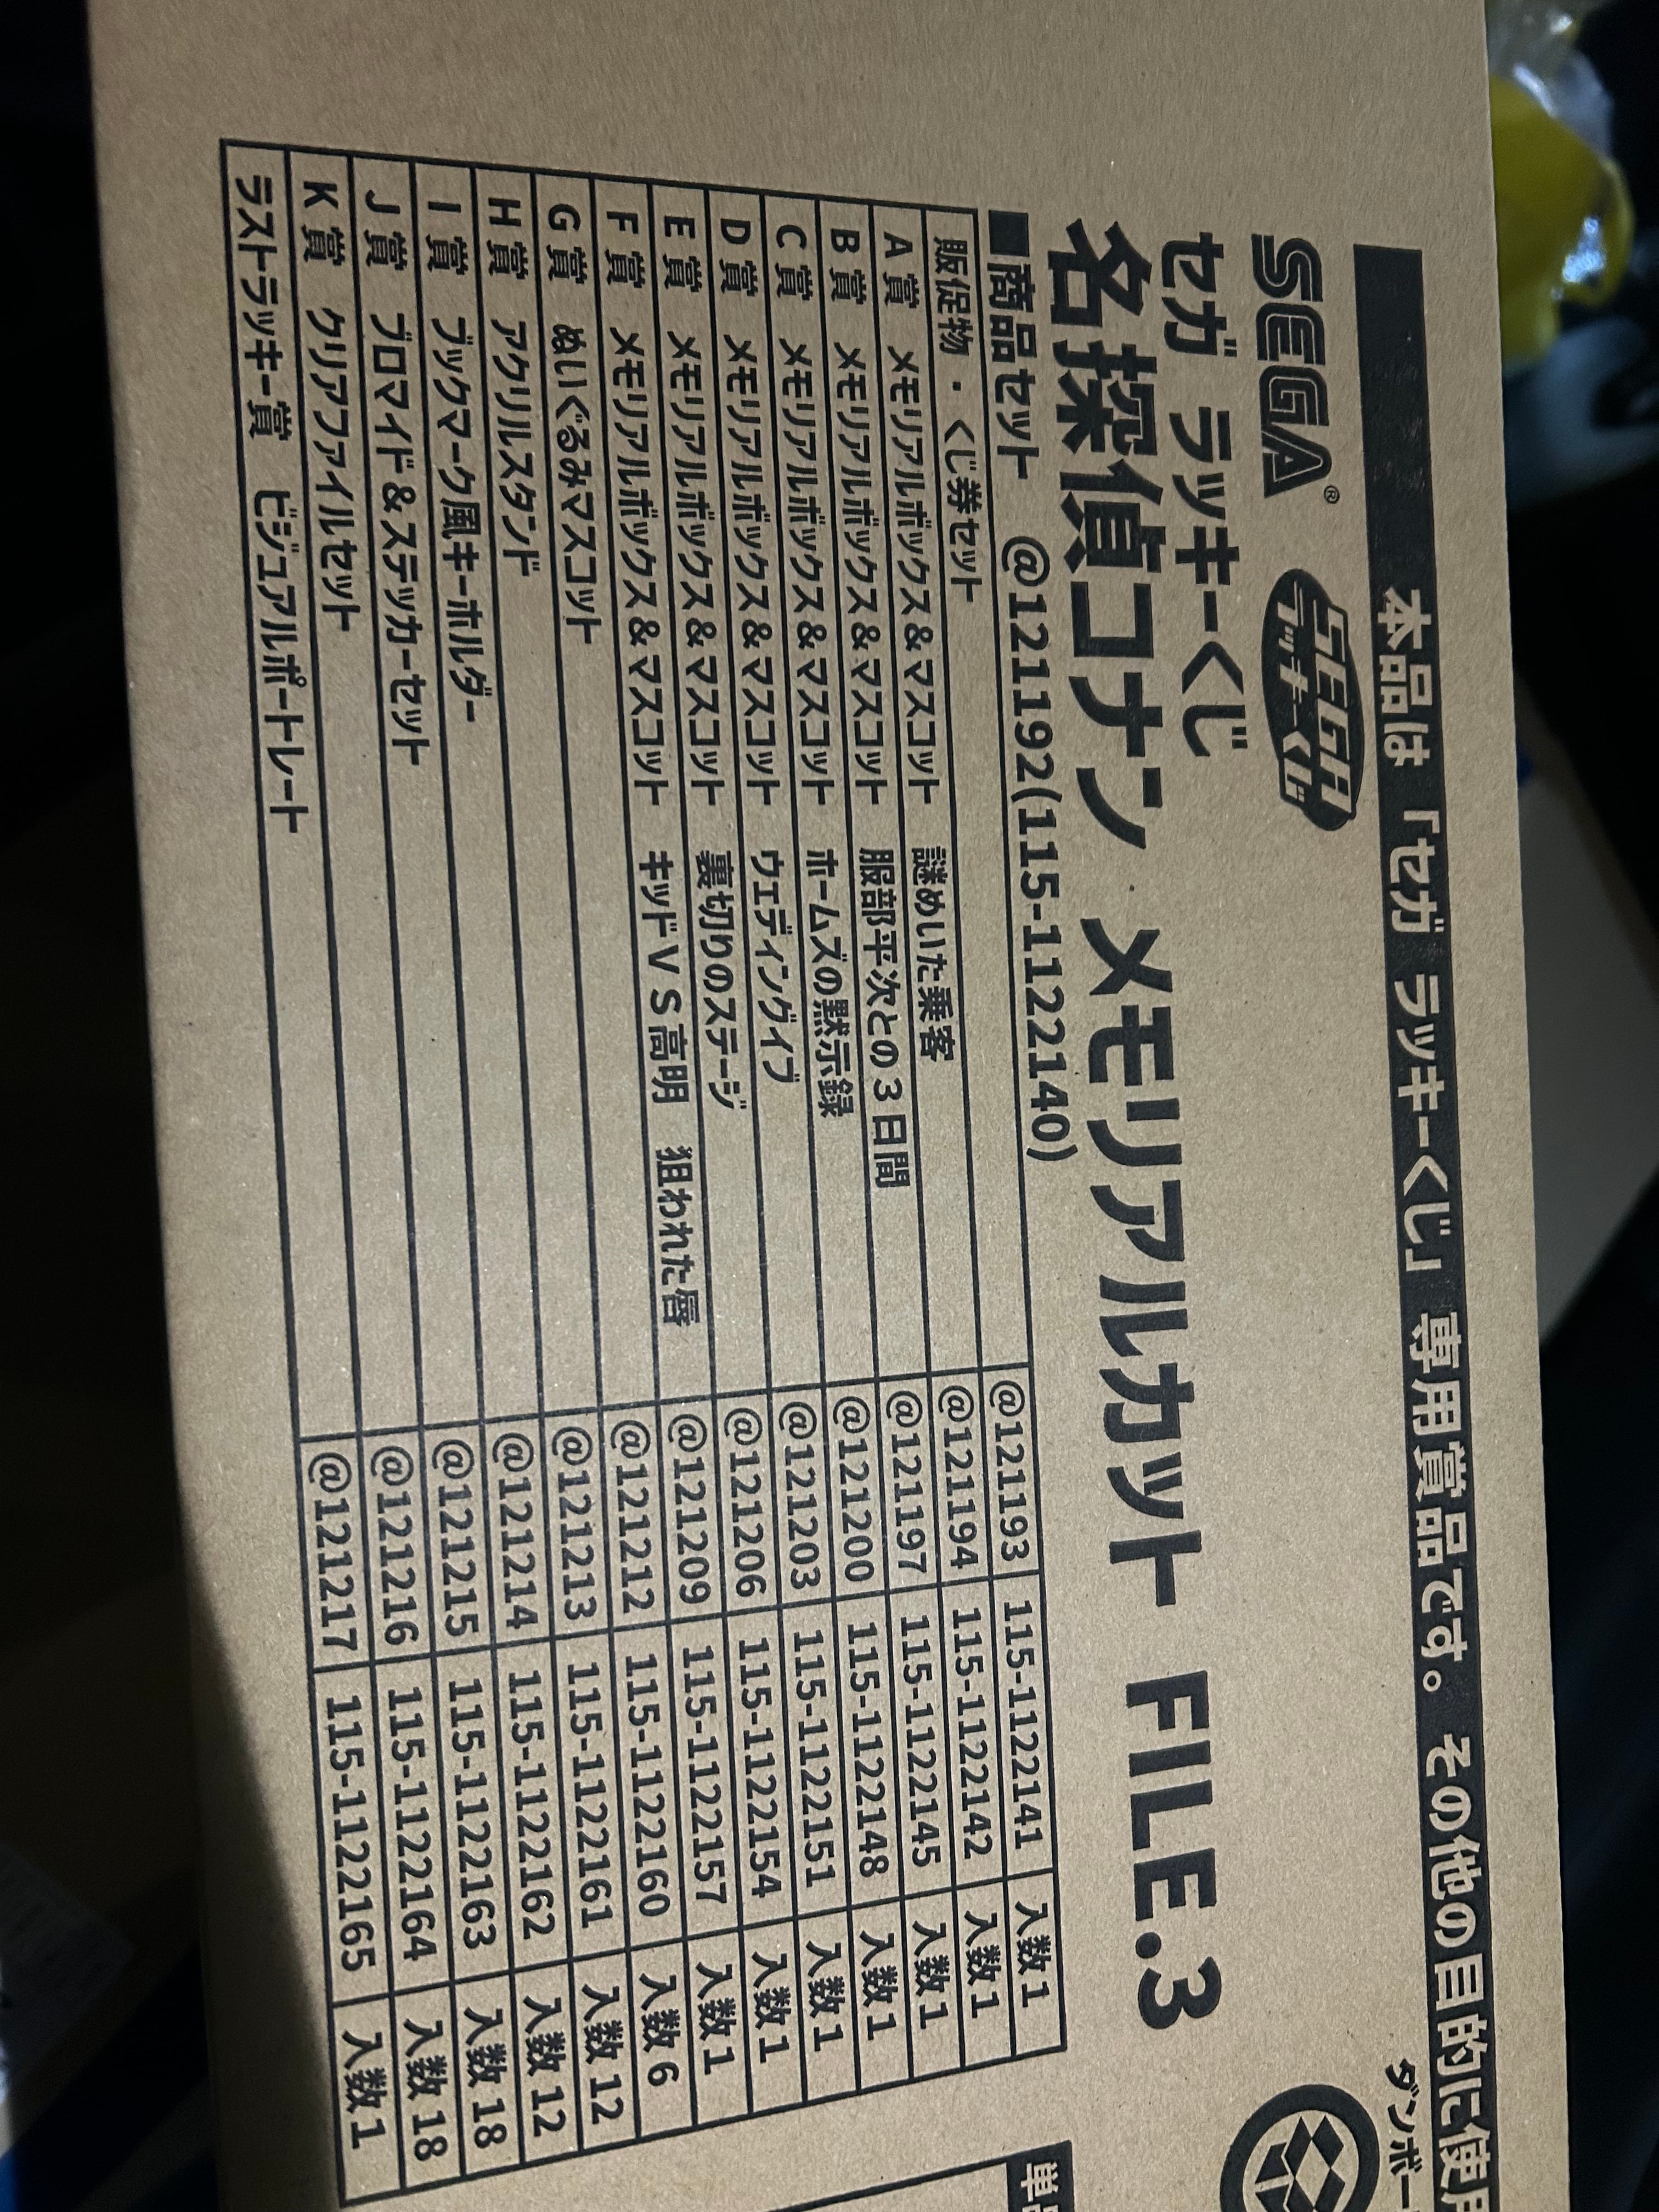 本品は「セガ ラッキーくじ」専用賞品です。その他の目的に使用
SEGA® SEGA ラッキーくじ
ダンボー
セガ ラッキーくじ
名探偵コナン メモリアルカット FILE.3
■商品セット @121192(115-1122140)
販促物・くじ券セット @121193 115-1122141 入数1
A賞 メモリアルボックス&マスコット 謎めいた乗客 @121194 115-1122142 入数1
B賞 メモリアルボックス&マスコット 服部平次との3日間 @121197 115-1122145 入数1
C賞 メモリアルボックス&マスコット ホームズの黙示録 @121200 115-1122148 入数1
D賞 メモリアルボックス&マスコット ウェディングイブ @121203 115-1122151 入数1
E賞 メモリアルボックス&マスコット 裏切りのステージ @121206 115-1122154 入数1
F賞 メモリアルボックス&マスコット キッドVS高明 狙われた唇 @121209 115-1122157 入数1
G賞 ぬいぐるみマスコット @121212 115-1122160 入数6
H賞 アクリルスタンド @121213 115-1122161 入数12
I賞 ブックマーク風キーホルダー @121214 115-1122162 入数12
J賞 ブロマイド&ステッカーセット @121215 115-1122163 入数18
K賞 クリアファイルセット @121216 115-1122164 入数18
ラストラッキー賞 ビジュアルポートレート @121217 115-1122165 入数1